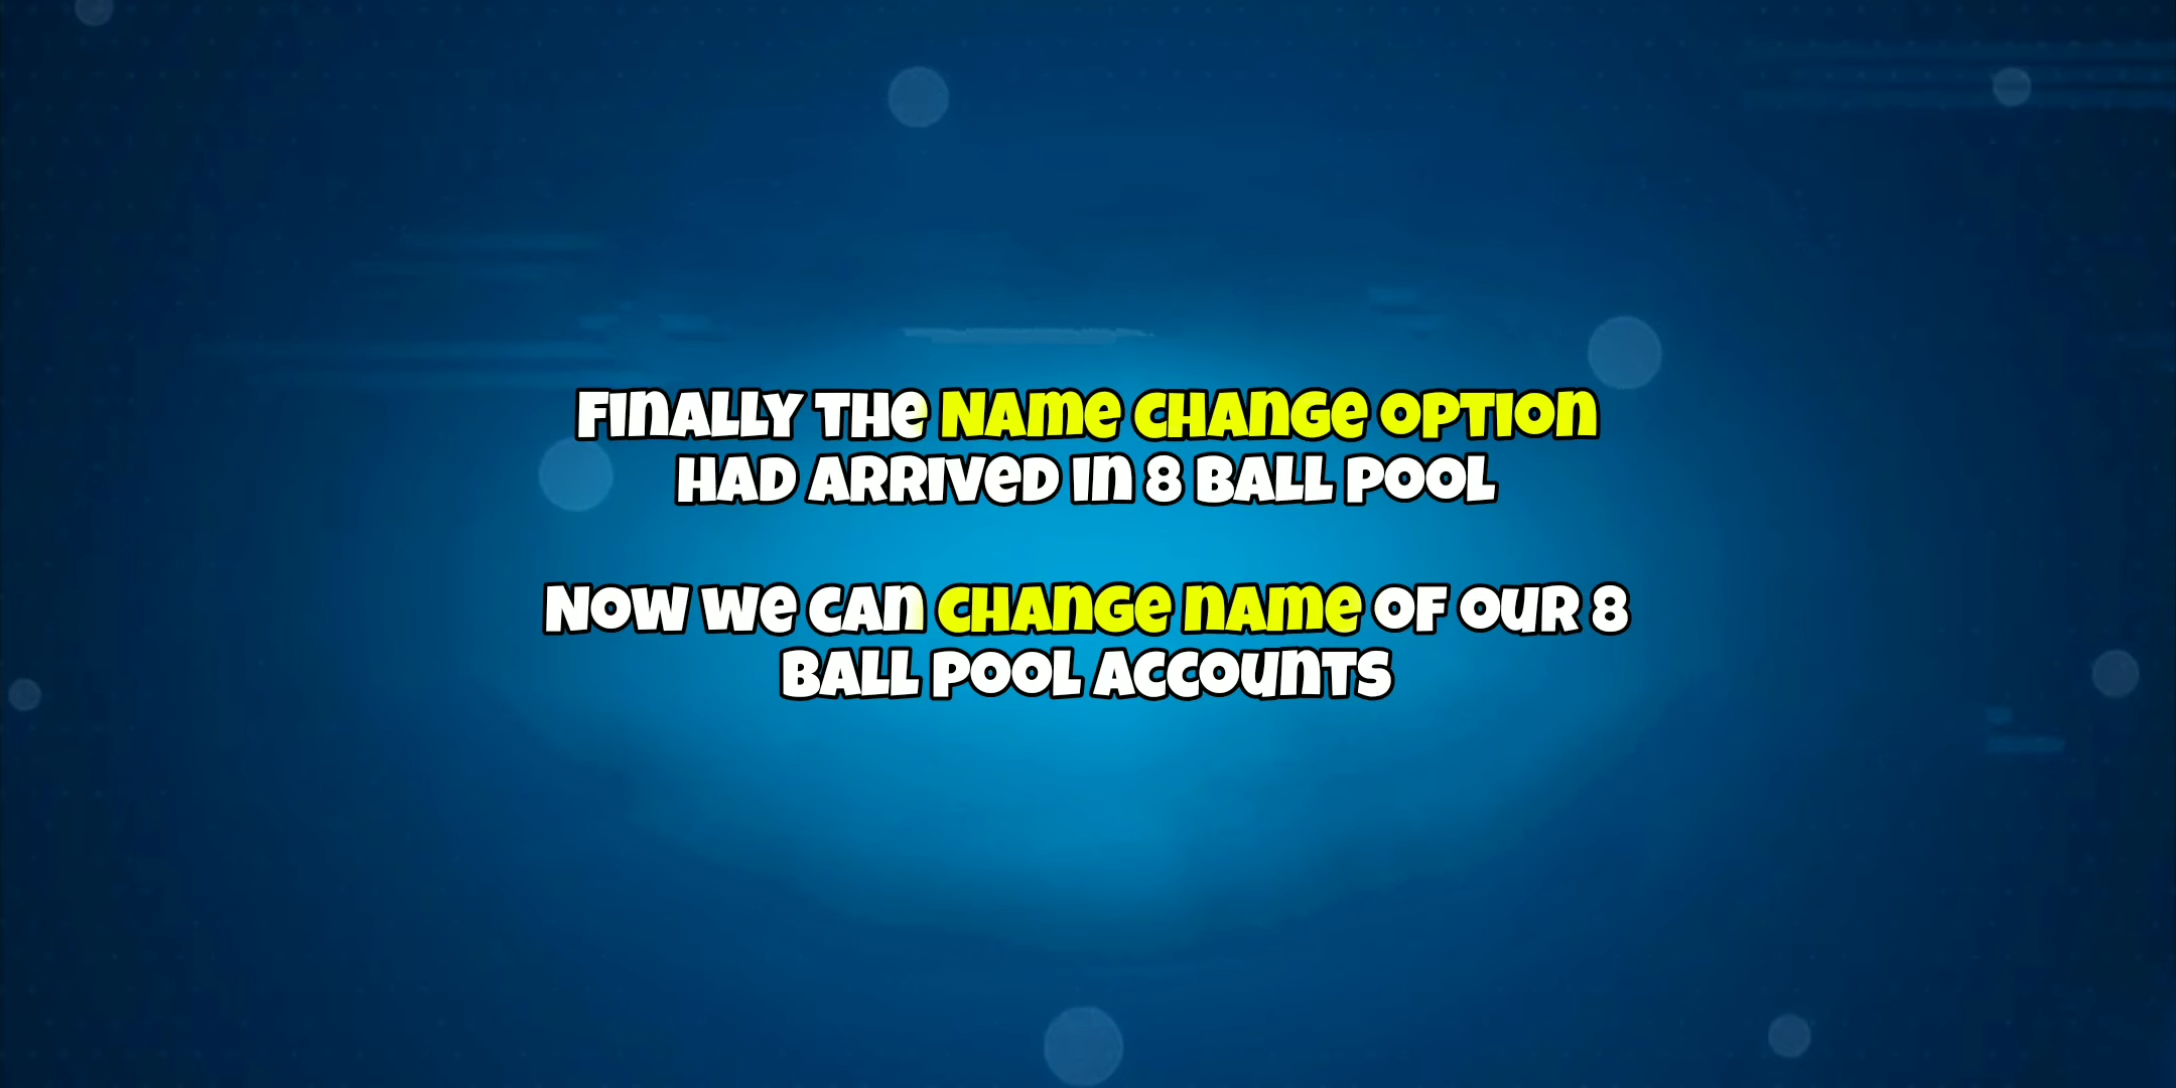 Finally the Name Change Option
had arrived in 8 Ball Pool
Now we can change name of our 8
Ball Pool accounts